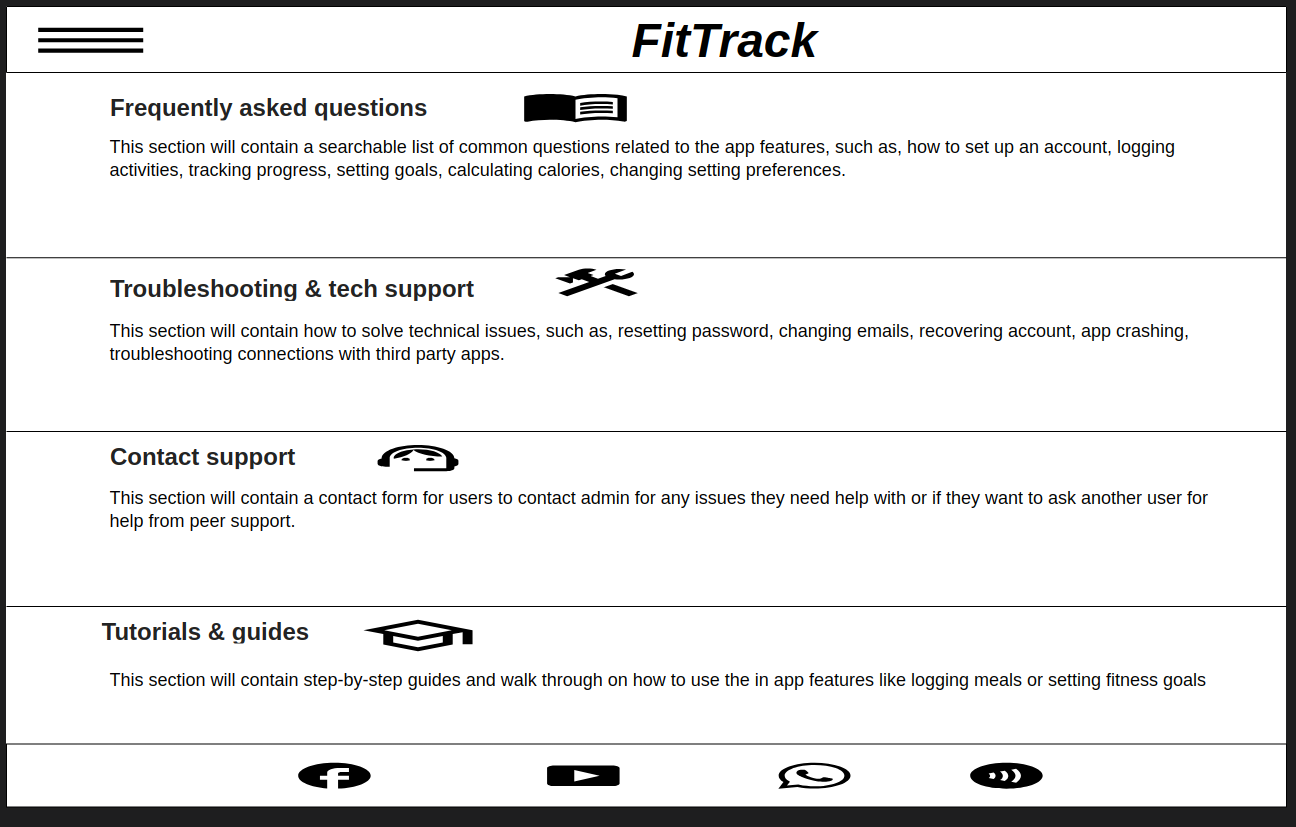 FitTrack
Frequently asked questions
This section will contain a searchable list of common questions related to the app features, such as, how to set up an account, logging
activities, tracking progress, setting goals, calculating calories, changing setting preferences.
Troubleshooting & tech support
This section will contain how to solve technical issues, such as, resetting password, changing emails, recovering account, app crashing,
troubleshooting connections with third party apps.
Contact support
This section will contain a contact form for users to contact admin for any issues they need help with or if they want to ask another user for
help from peer support.
Tutorials & guides
This section will contain step-by-step guides and walk through on how to use the in app features like logging meals or setting fitness goals